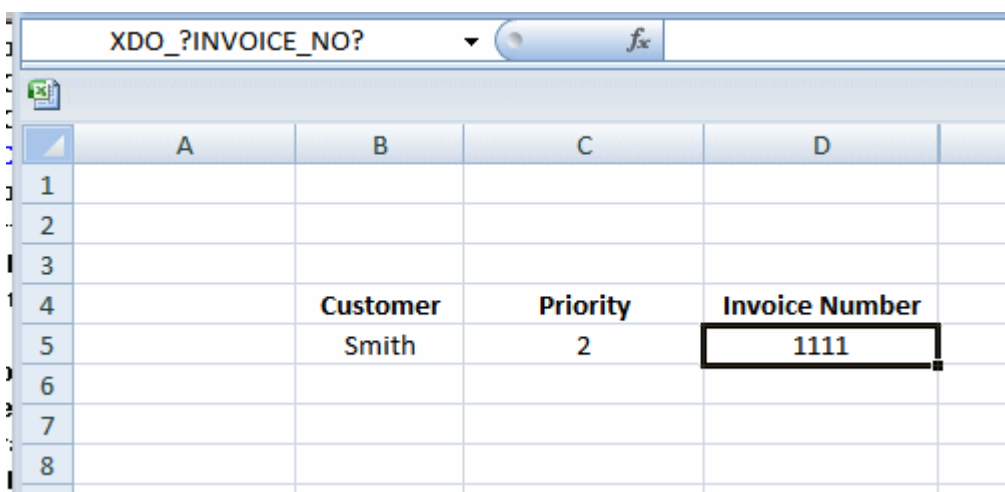 XDO_?INVOICE_NO? fx
A B C D
1
2
3
4 Customer Priority Invoice Number
5 Smith 2 1111
6
7
8